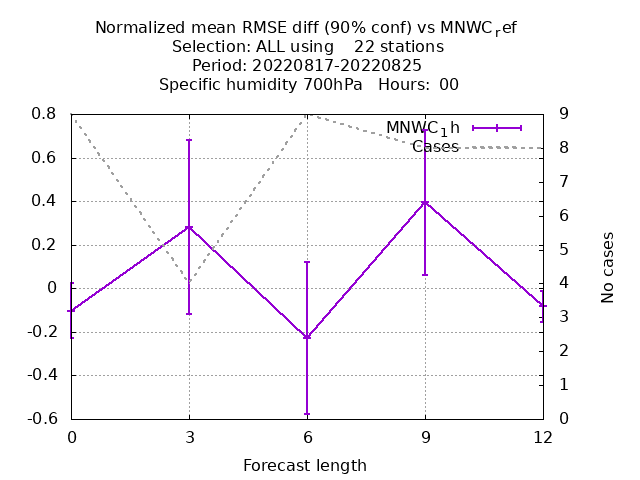 Normalized mean RMSE diff (90% conf) vs MNWCref
Selection: ALL using    22 stations
Period: 20220817-20220825
Specific humidity 700hPa   Hours: 00
MNWC1h
Cases
0.8
0.6
0.4
0.2
0
-0.2
-0.4
-0.6
9
8
7
6
5
4
3
2
1
0
No cases
0 3 6 9 12
Forecast length